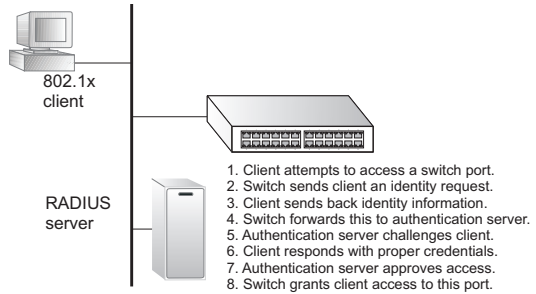 802.1x
client
RADIUS
server
1. Client attempts to access a switch port.
2. Switch sends client an identity request.
3. Client sends back identity information.
4. Switch forwards this to authentication server.
5. Authentication server challenges client.
6. Client responds with proper credentials.
7. Authentication server approves access.
8. Switch grants client access to this port.